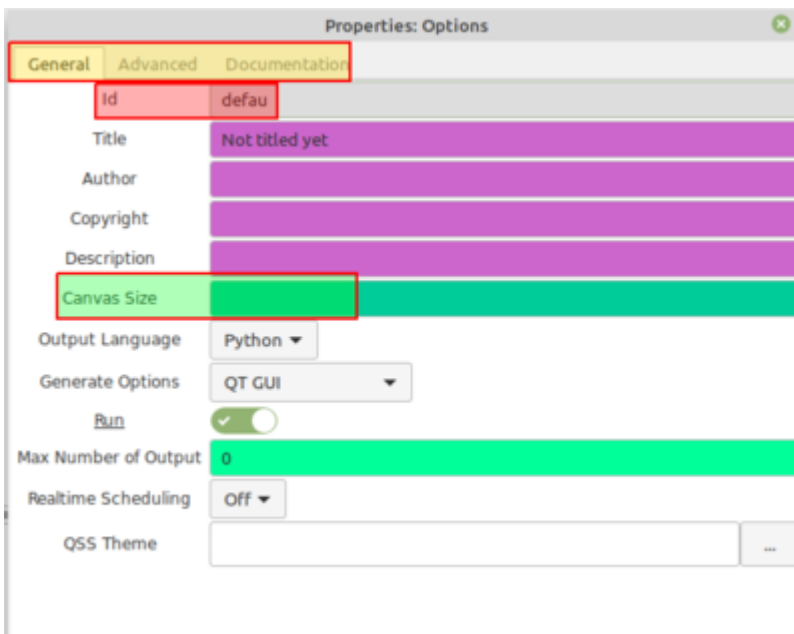 Properties: Options
General Advanced Documentation
Id defau
Title Not titled yet
Author
Copyright
Description
Canvas Size
Output Language Python
Generate Options QT GUI
Run
Max Number of Output 0
Realtime Scheduling Off
QSS Theme ...